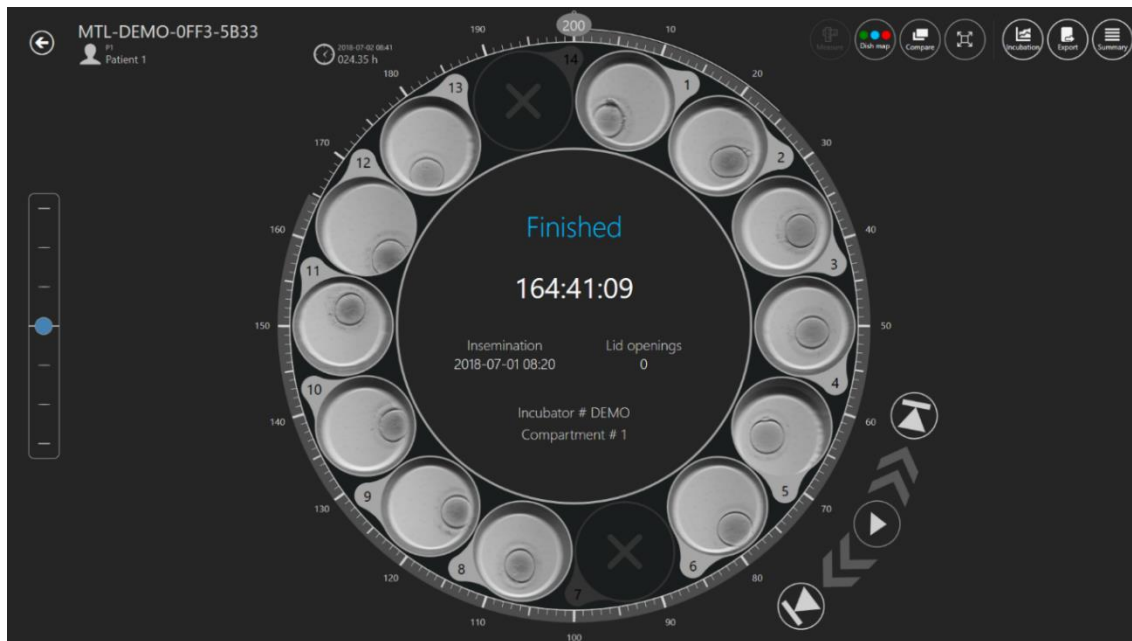 MTL-DEMO-0FF3-5B33
P1
Patient 1
2018-07-02 08:41
024.35 h
Measure
Dish map
Compare
Incubation
Export
Summary
200
10
20
30
40
50
60
70
80
90
100
110
120
130
140
150
160
170
180
190
1
2
3
4
5
6
7
8
9
10
11
12
13
14
Finished
164:41:09
Insemination
2018-07-01 08:20
Lid openings
0
Incubator # DEMO
Compartment # 1